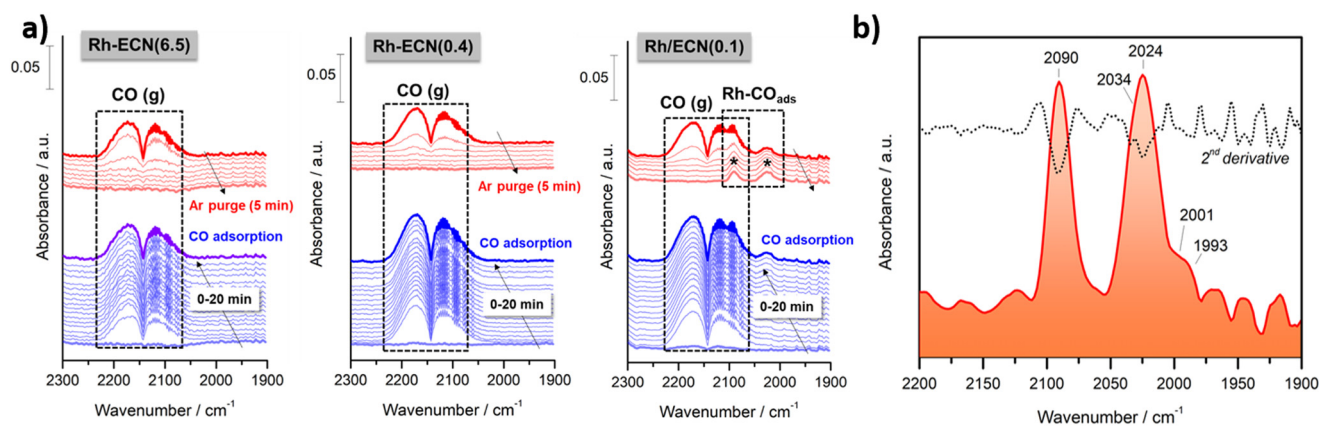 a)
Rh-ECN(6.5)
0.05
CO (g)
Ar purge (5 min)
CO adsorption
0-20 min
Absorbance / a.u.
2300 2200 2100 2000 1900
Wavenumber / cm-1
Rh-ECN(0.4)
0.05
CO (g)
Ar purge (5 min)
CO adsorption
0-20 min
Absorbance / a.u.
2300 2200 2100 2000 1900
Wavenumber / cm-1
Rh/ECN(0.1)
0.05
CO (g)
Rh-COads
* *
Ar purge (5 min)
CO adsorption
0-20 min
Absorbance / a.u.
2300 2200 2100 2000 1900
Wavenumber / cm-1
b)
2090
2024
2034
2nd derivative
2001
1993
Absorbance / a.u.
2200 2150 2100 2050 2000 1950 1900
Wavenumber / cm-1